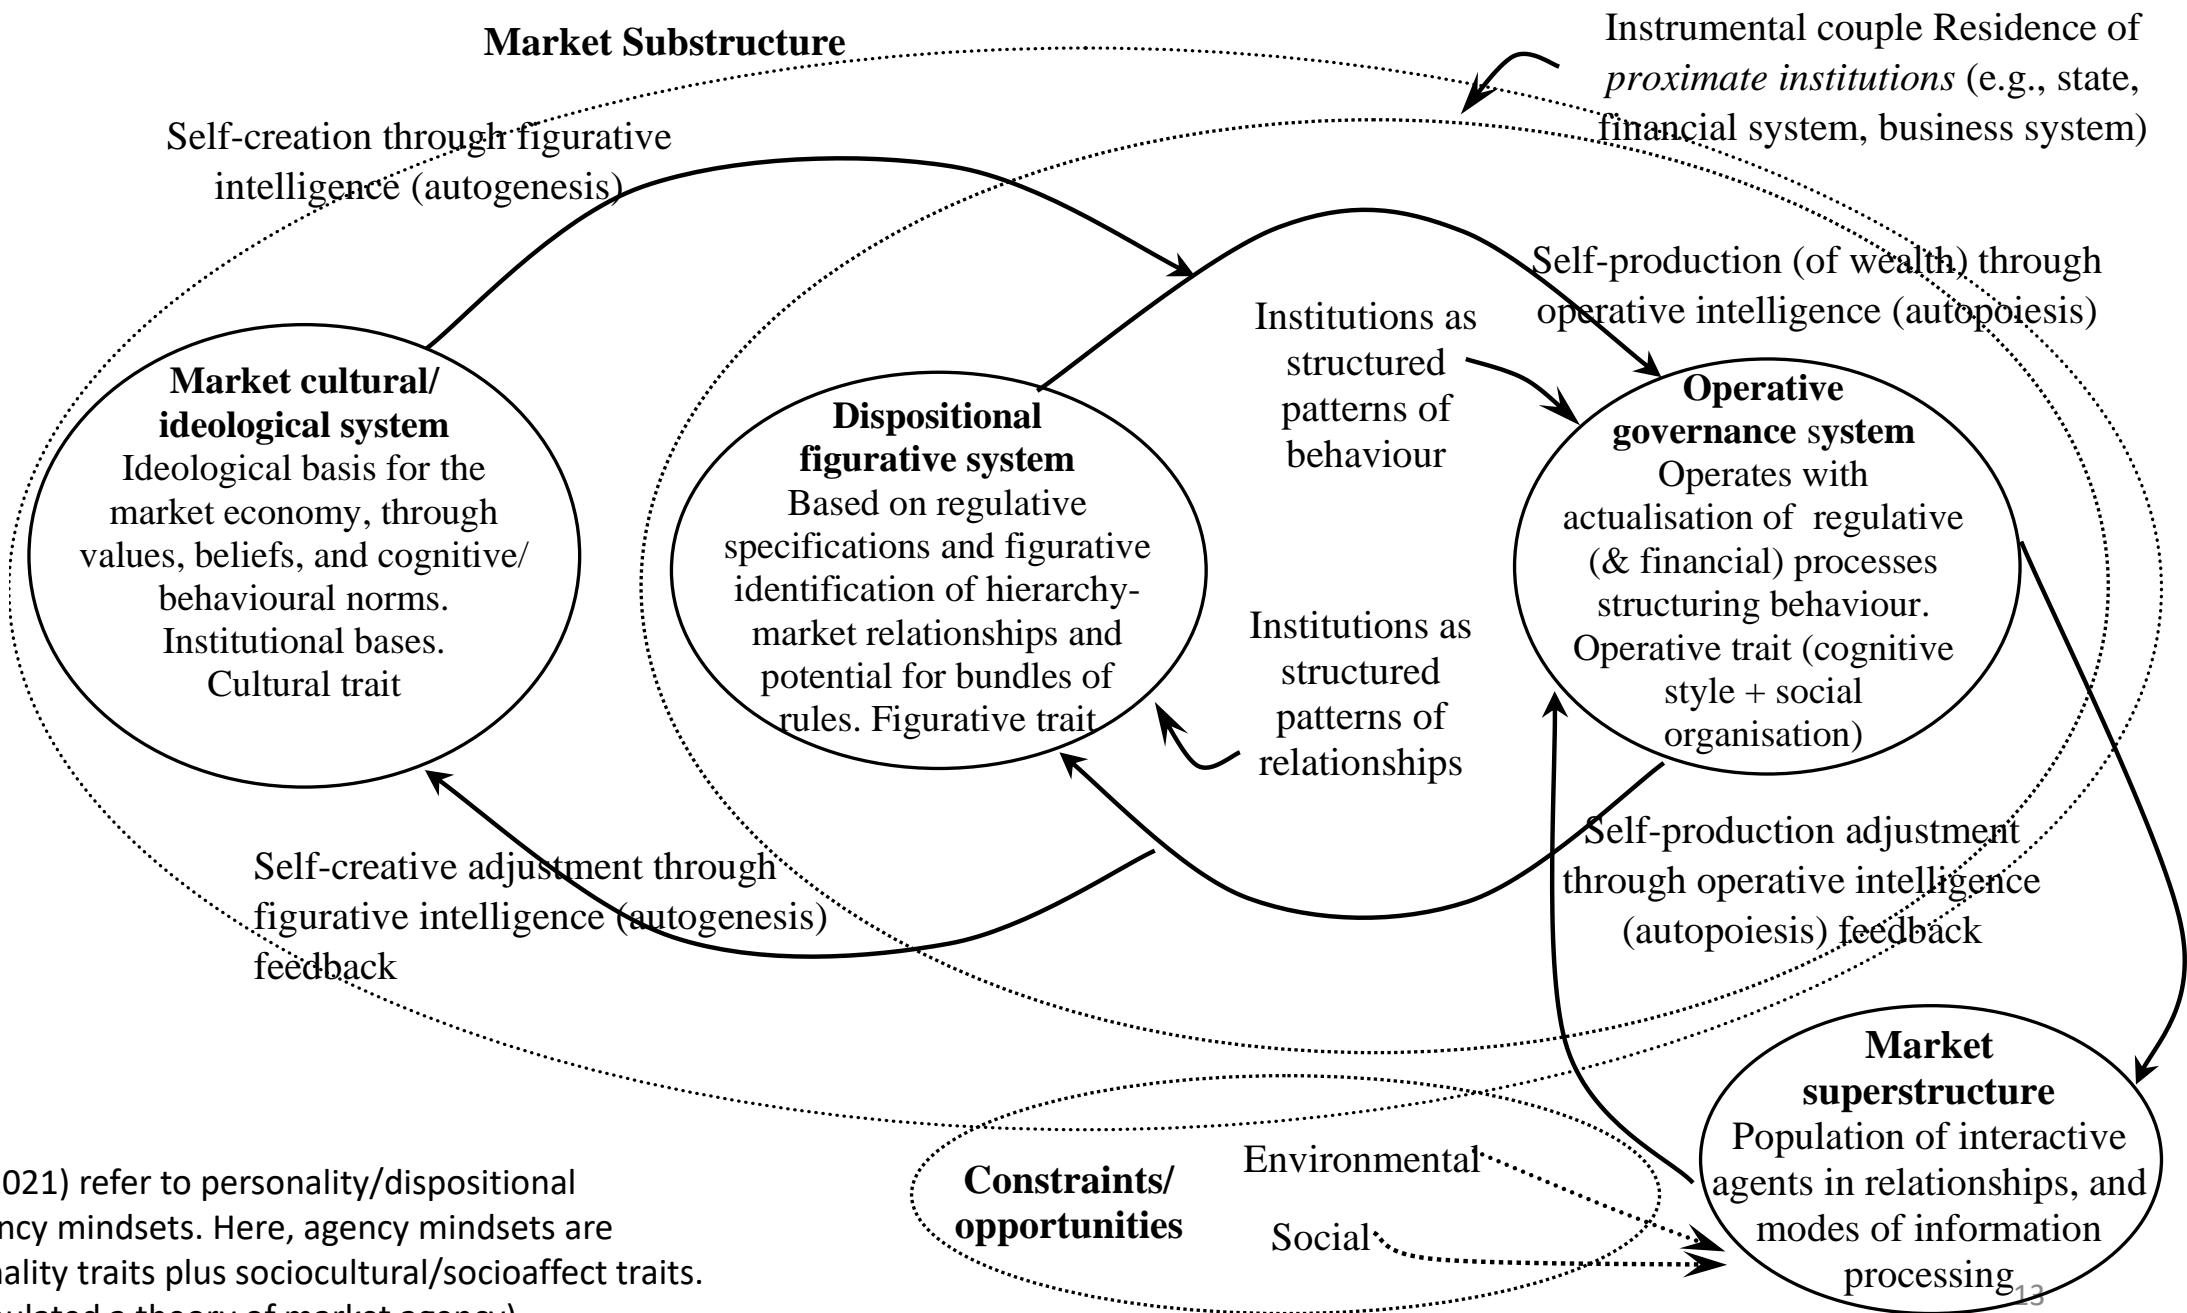 Market Substructure
Instrumental couple Residence of
proximate institutions (e.g., state,
financial system, business system)
Self-creation through figurative
intelligence (autogenesis)
Self-production (of wealth) through
operative intelligence (autopoiesis)
Market cultural/
ideological system
Ideological basis for the
market economy, through
values, beliefs, and cognitive/
behavioural norms.
Institutional bases.
Cultural trait
Dispositional
figurative system
Based on regulative
specifications and figurative
identification of hierarchy-
market relationships and
potential for bundles of
rules. Figurative trait
Institutions as
structured
patterns of
behaviour
Institutions as
structured
patterns of
relationships
Operative
governance system
Operates with
actualisation of regulative
(& financial) processes
structuring behaviour.
Operative trait (cognitive
style + social
organisation)
Self-creative adjustment through
figurative intelligence (autogenesis)
feedback
Self-production adjustment
through operative intelligence
(autopoiesis) feedback
Market
superstructure
Population of interactive
agents in relationships, and
modes of information
processing
Constraints/
opportunities
Environmental
Social
021) refer to personality/dispositional
ncy mindsets. Here, agency mindsets are
ality traits plus sociocultural/socioaffect traits.
ulated a theory of market agency)
13